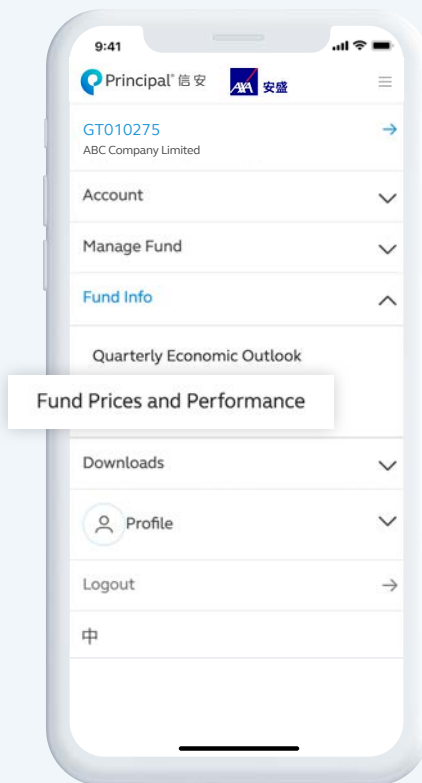 9:41
Principal® 信安 AXA 安盛
GT010275
ABC Company Limited
Account
Manage Fund
Fund Info
Quarterly Economic Outlook
Fund Prices and Performance
Downloads
Profile
Logout
中